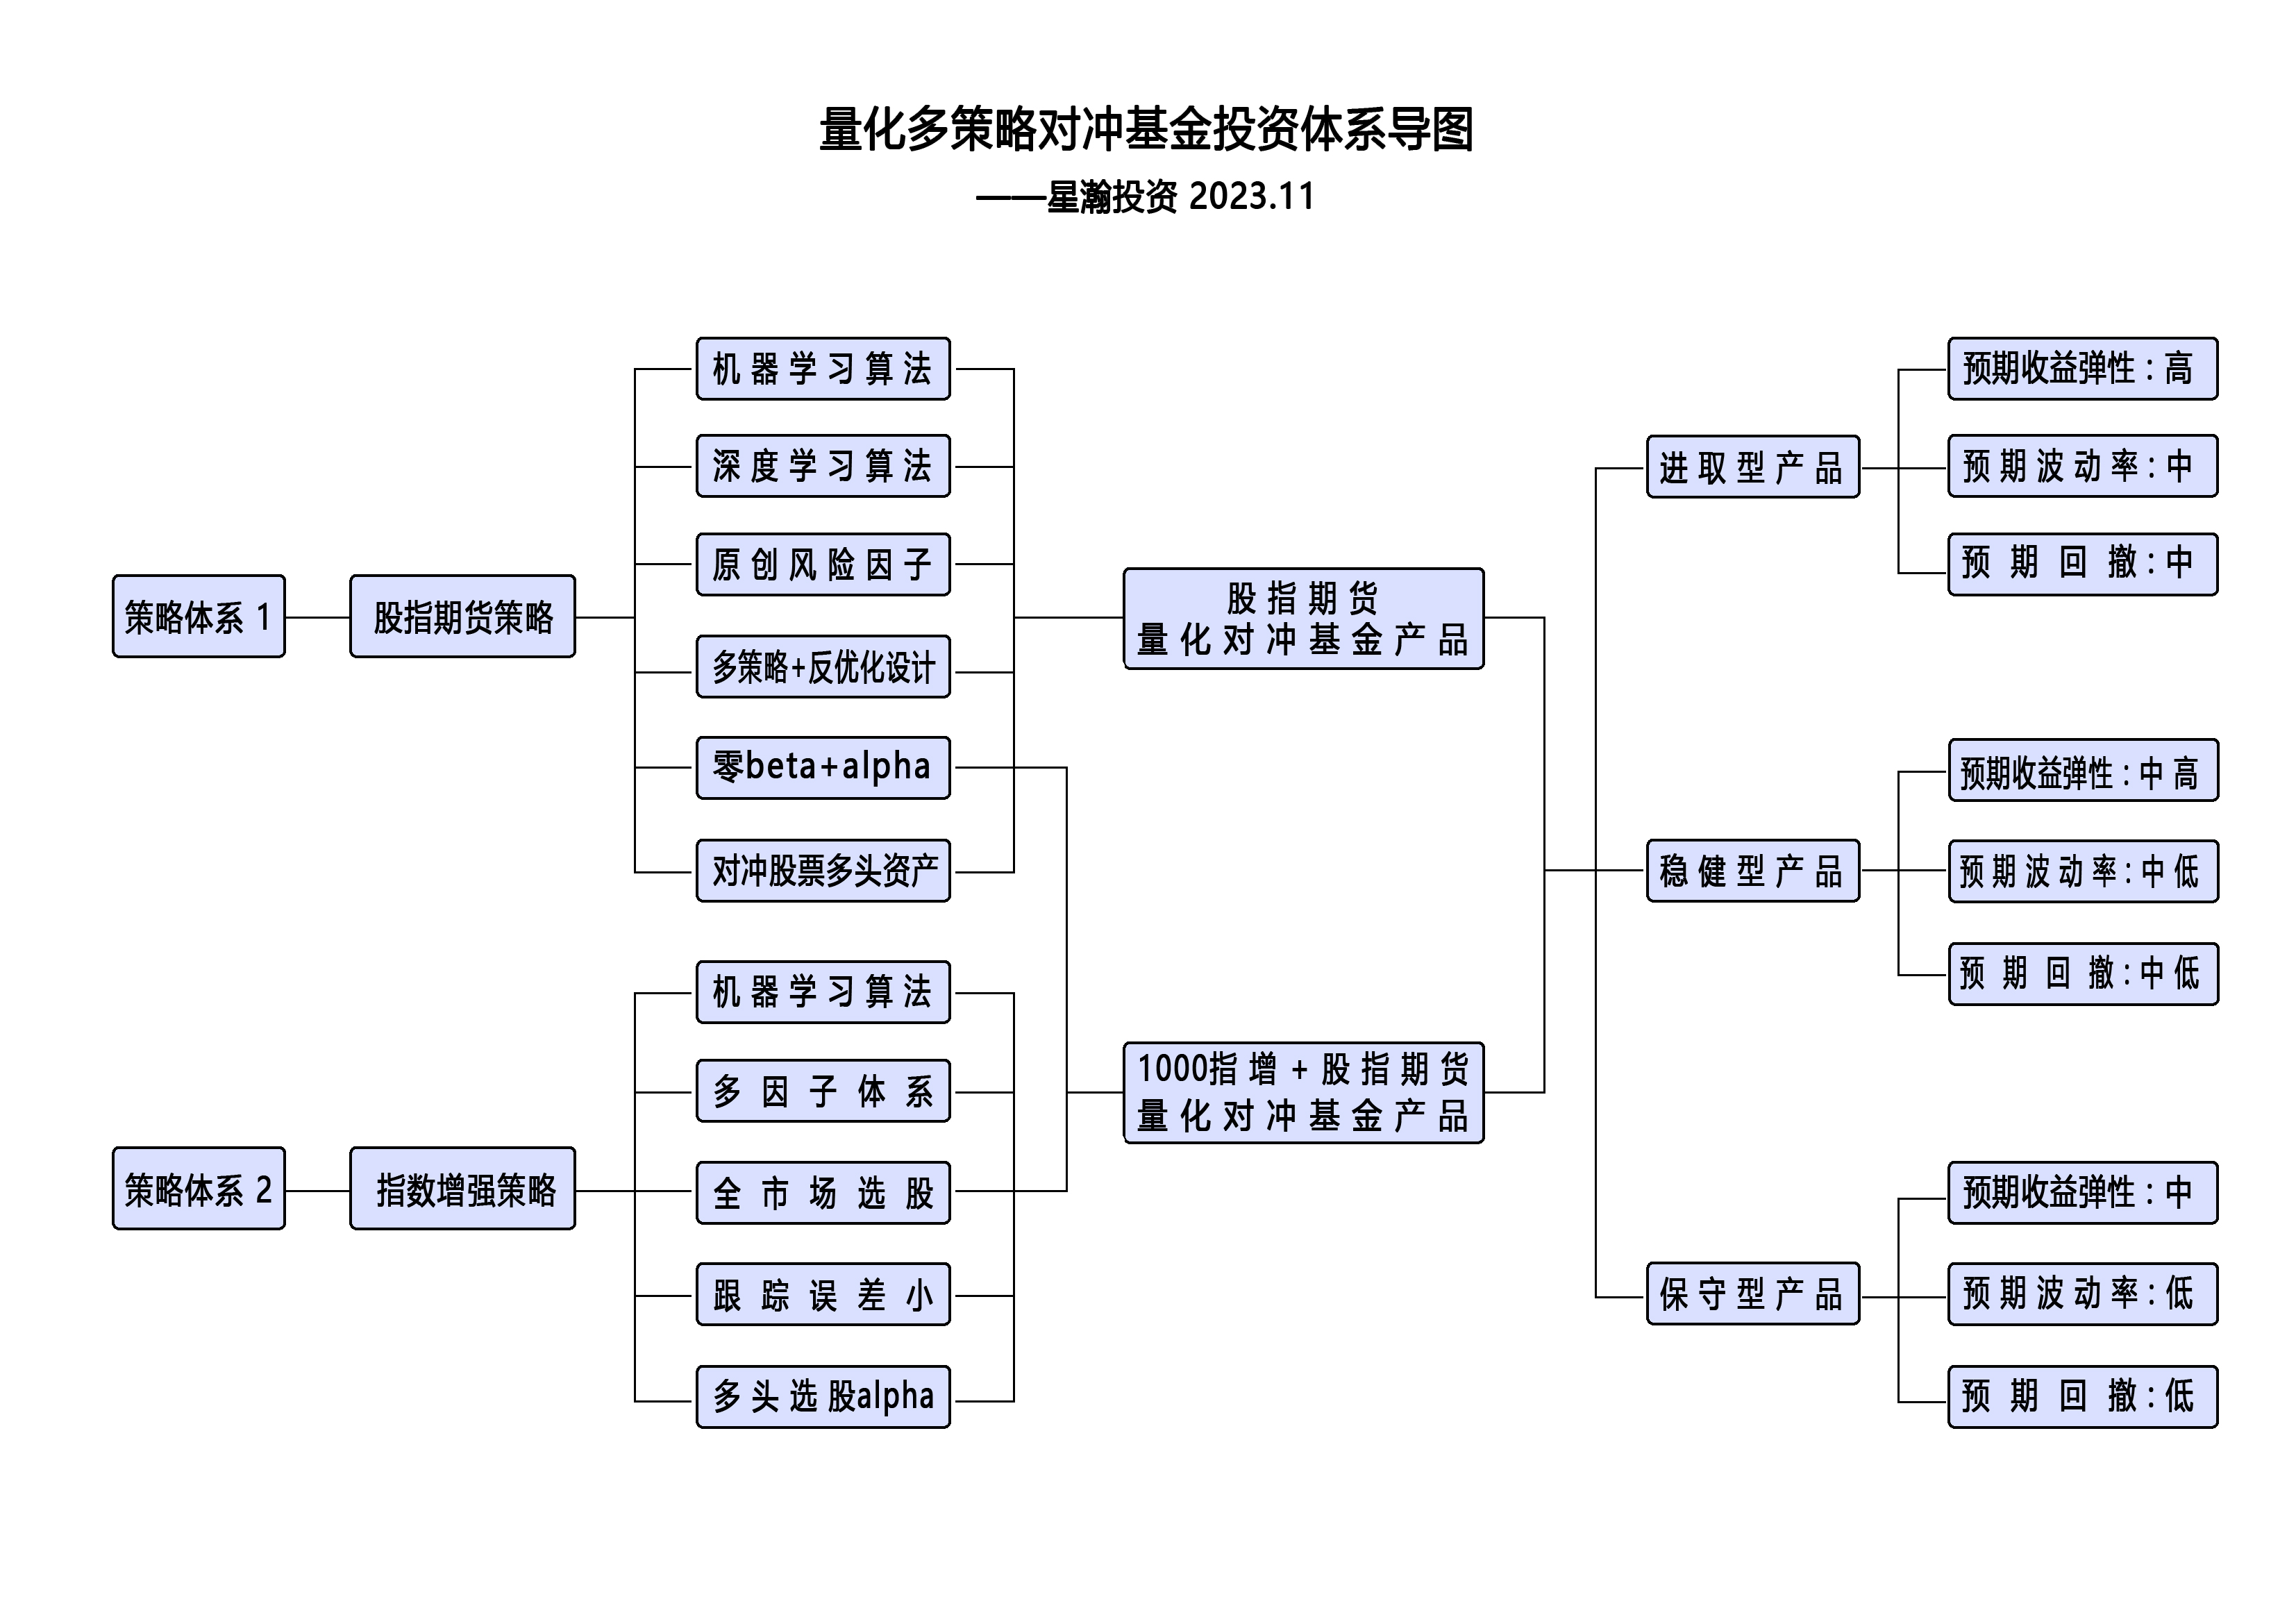 量化多策略对冲基金投资体系导图
——星瀚投资 2023.11
策略体系 1
股指期货策略
机器学习算法
深度学习算法
原创风险因子
多策略+反优化设计
零beta+alpha
对冲股票多头资产
策略体系 2
指数增强策略
机器学习算法
多因子体系
全市场选股
跟踪误差小
多头选股alpha
股指期货
量化对冲基金产品
1000指增+股指期货
量化对冲基金产品
进取型产品
预期收益弹性:高
预期波动率:中
预期回撤:中
稳健型产品
预期收益弹性:中高
预期波动率:中低
预期回撤:中低
保守型产品
预期收益弹性:中
预期波动率:低
预期回撤:低